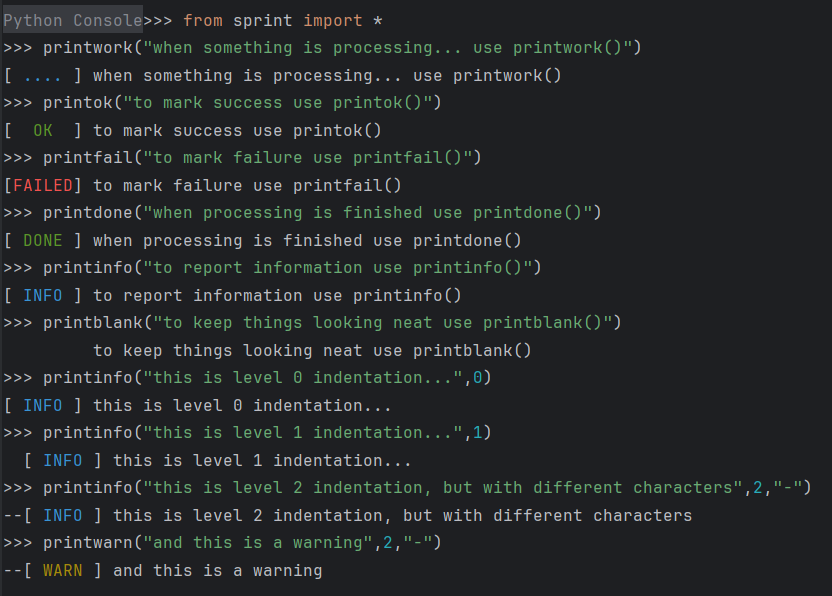 Python Console>>> from sprint import *
>>> printwork("when something is processing... use printwork()")
[ .... ] when something is processing... use printwork()
>>> printok("to mark success use printok()")
[  OK  ] to mark success use printok()
>>> printfail("to mark failure use printfail()")
[FAILED] to mark failure use printfail()
>>> printdone("when processing is finished use printdone()")
[ DONE ] when processing is finished use printdone()
>>> printinfo("to report information use printinfo()")
[ INFO ] to report information use printinfo()
>>> printblank("to keep things looking neat use printblank()")
         to keep things looking neat use printblank()
>>> printinfo("this is level 0 indentation...",0)
[ INFO ] this is level 0 indentation...
>>> printinfo("this is level 1 indentation...",1)
  [ INFO ] this is level 1 indentation...
>>> printinfo("this is level 2 indentation, but with different characters",2,"-")
--[ INFO ] this is level 2 indentation, but with different characters
>>> printwarn("and this is a warning",2,"-")
--[ WARN ] and this is a warning